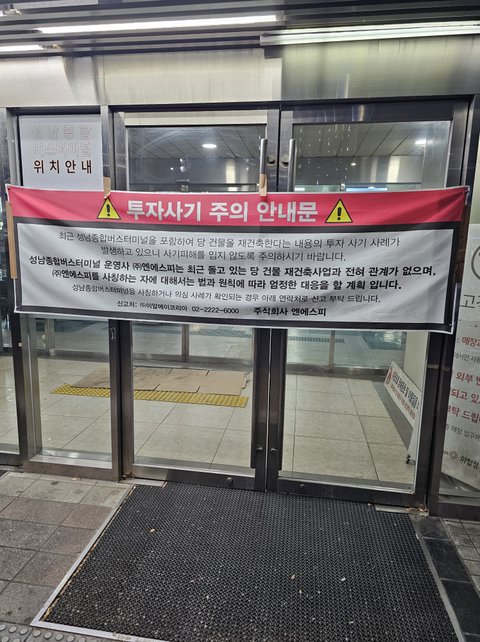 성남종합
버스터미널
위치안내
투자사기 주의 안내문
최근 성남종합버스터미널을 포함하여 당 건물을 재건축한다는 내용의 투자 사기 사례가
발생하고 있으니 사기피해를 입지 않도록 주의하시기 바랍니다.
성남종합버스터미널 운영사 ㈜엔에스피는 최근 돌고 있는 당 건물 재건축사업과 전혀 관계가 없으며,
㈜엔에스피를 사칭하는 자에 대해서는 법과 원칙에 따라 엄정한 대응을 할 계획 입니다.
성남종합버스터미널을 사칭하거나 의심 사례가 확인되는 경우 아래 연락처로 신고 부탁 드립니다.
신고처: ㈜이알에이코리아 02-2222-6000 주식회사 엔에스피
외부